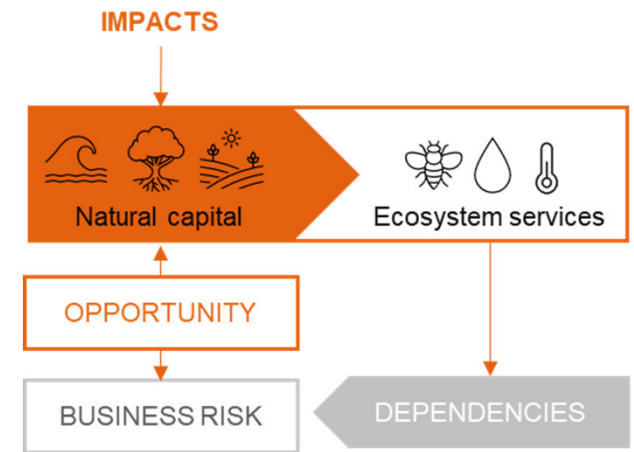 IMPACTS
Natural capital
Ecosystem services
OPPORTUNITY
BUSINESS RISK
DEPENDENCIES